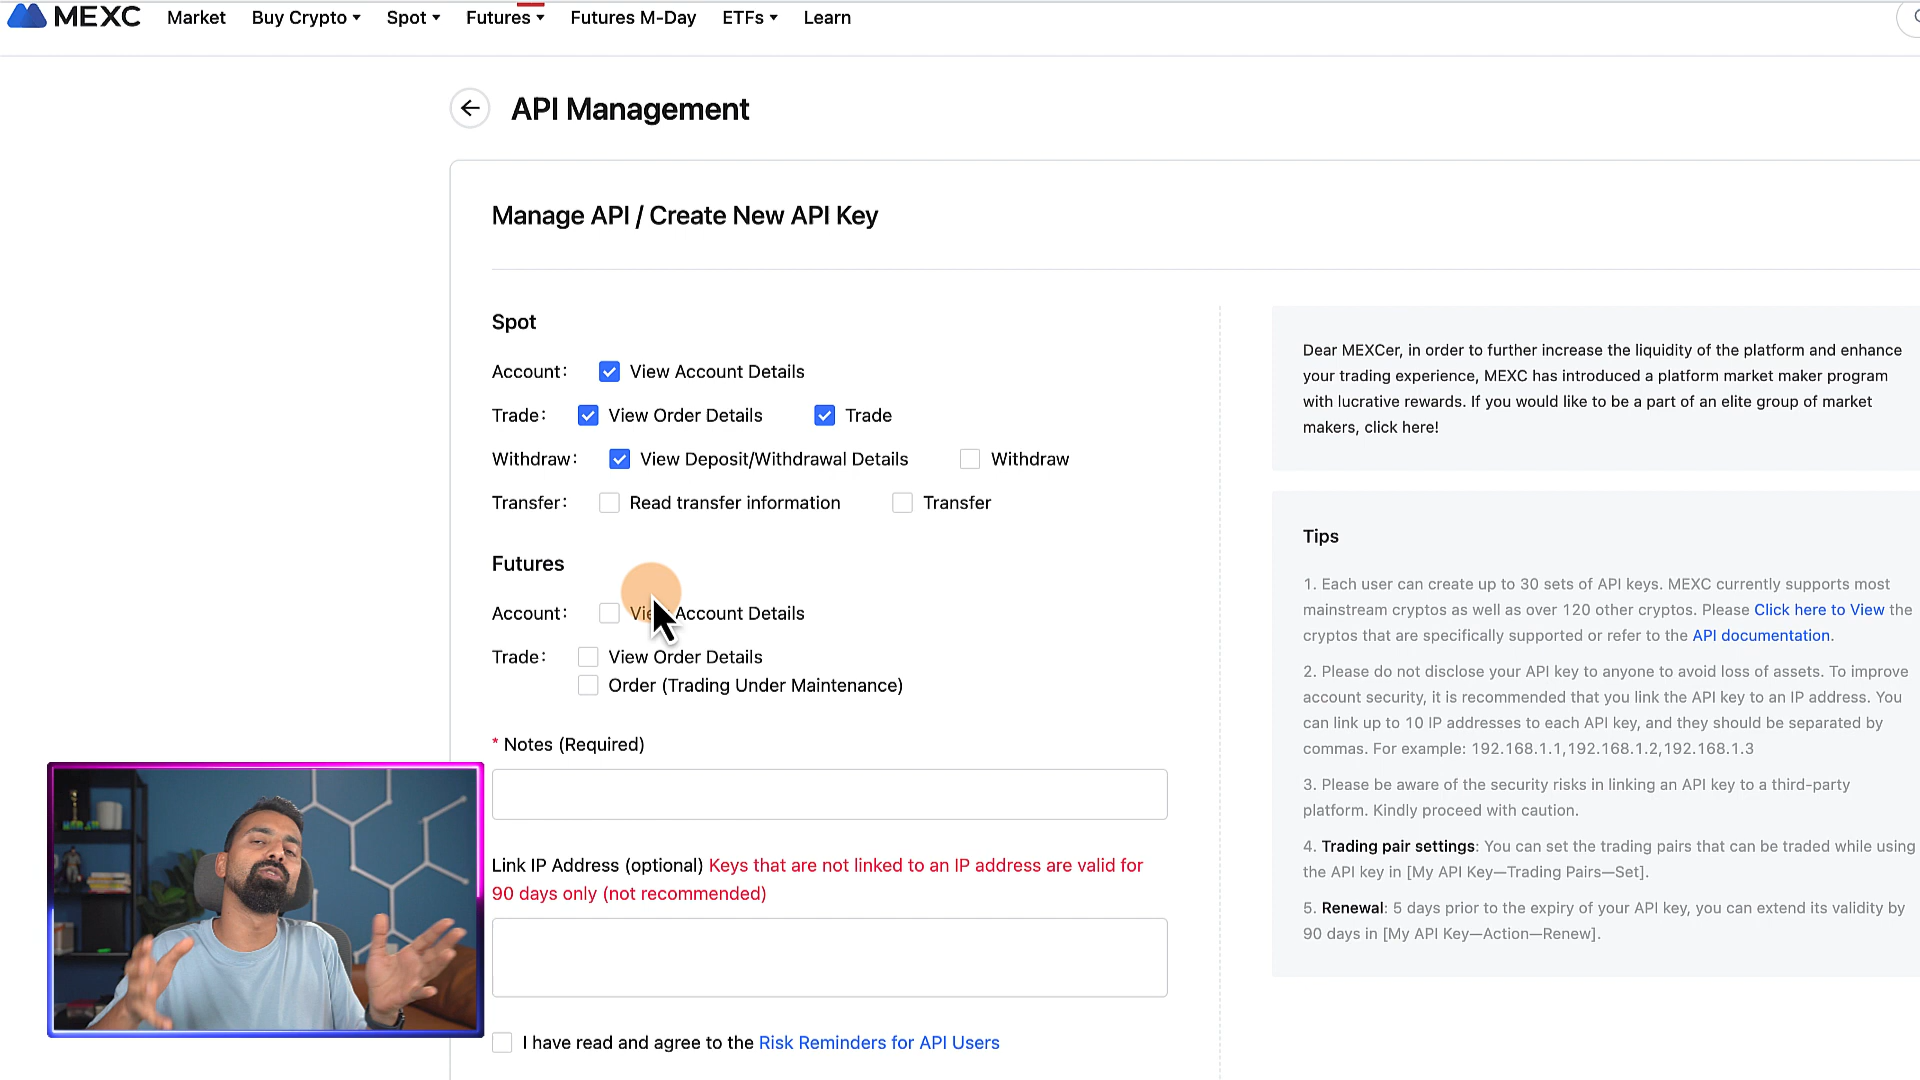 MEXC Market Buy Crypto Spot Futures Futures M-Day ETFs Learn
API Management
Manage API / Create New API Key
Spot
Account: View Account Details
Trade: View Order Details Trade
Withdraw: View Deposit/Withdrawal Details Withdraw
Transfer: Read transfer information Transfer
Futures
Account: View Account Details
Trade: View Order Details
Order (Trading Under Maintenance)
* Notes (Required)
Link IP Address (optional) Keys that are not linked to an IP address are valid for
90 days only (not recommended)
I have read and agree to the Risk Reminders for API Users
Dear MEXCer, in order to further increase the liquidity of the platform and enhance
your trading experience, MEXC has introduced a platform market maker program
with lucrative rewards. If you would like to be a part of an elite group of market
makers, click here!
Tips
1. Each user can create up to 30 sets of API keys. MEXC currently supports most
mainstream cryptos as well as over 120 other cryptos. Please Click here to View the
cryptos that are specifically supported or refer to the API documentation.
2. Please do not disclose your API key to anyone to avoid loss of assets. To improve
account security, it is recommended that you link the API key to an IP address. You
can link up to 10 IP addresses to each API key, and they should be separated by
commas. For example: 192.168.1.1,192.168.1.2,192.168.1.3
3. Please be aware of the security risks in linking an API key to a third-party
platform. Kindly proceed with caution.
4. Trading pair settings: You can set the trading pairs that can be traded while using
the API key in [My API Key—Trading Pairs—Set].
5. Renewal: 5 days prior to the expiry of your API key, you can extend its validity by
90 days in [My API Key—Action—Renew].